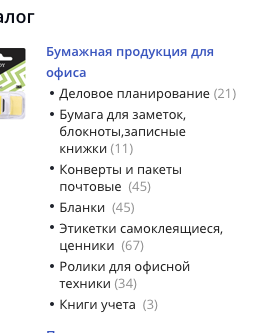 алог
Бумажная продукция для
офиса
• Деловое планирование (21)
• Бумага для заметок,
блокноты,записные
книжки (11)
• Конверты и пакеты
почтовые (45)
• Бланки (45)
• Этикетки самоклеящиеся,
ценники (67)
• Ролики для офисной
техники (34)
• Книги учета (3)